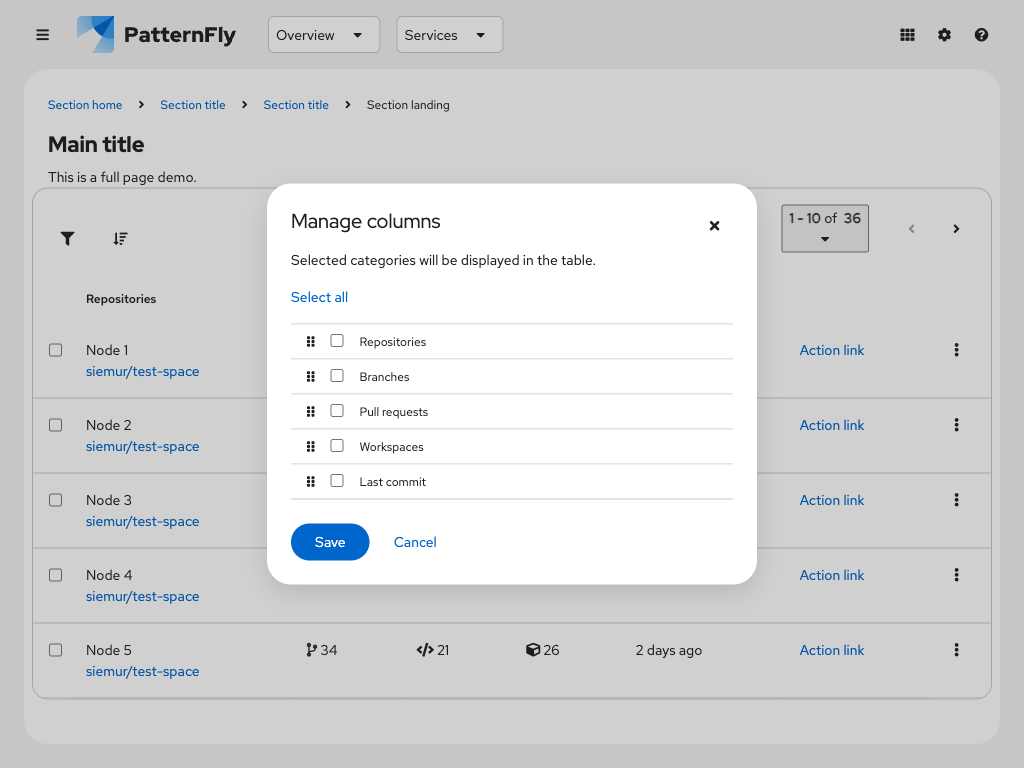 PatternFly
Overview
Services
Section home
Section title
Section title
Section landing
Main title
This is a full page demo.
1 - 10 of 36
Repositories
Node 1
siemur/test-space
Action link
Node 2
siemur/test-space
Action link
Node 3
siemur/test-space
Action link
Node 4
siemur/test-space
Action link
Node 5
siemur/test-space
34
21
26
2 days ago
Action link
Manage columns
Selected categories will be displayed in the table.
Select all
Repositories
Branches
Pull requests
Workspaces
Last commit
Save
Cancel